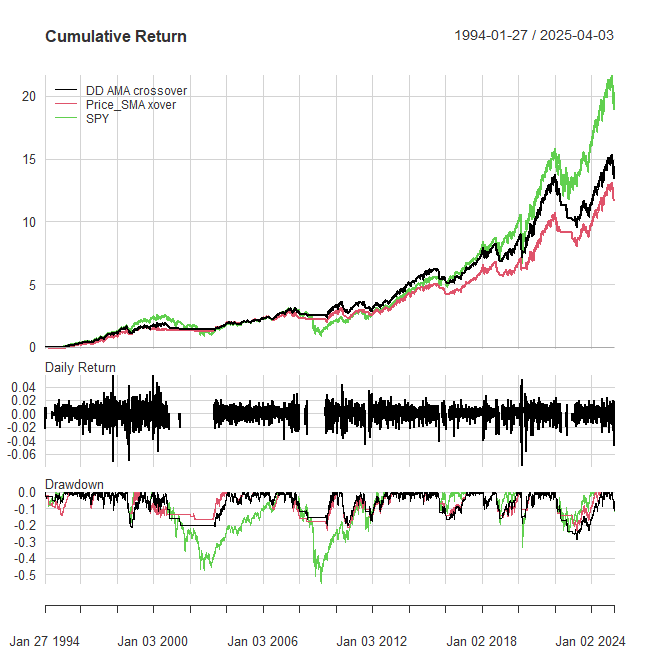 Cumulative Return 1994-01-27 / 2025-04-03
DD AMA crossover
Price_SMA xover
SPY
20
15
10
5
0
Daily Return
0.04
0.02
0.00
-0.02
-0.04
-0.06
Drawdown
0.0
-0.1
-0.2
-0.3
-0.4
-0.5
Jan 27 1994 Jan 03 2000 Jan 03 2006 Jan 03 2012 Jan 02 2018 Jan 02 2024